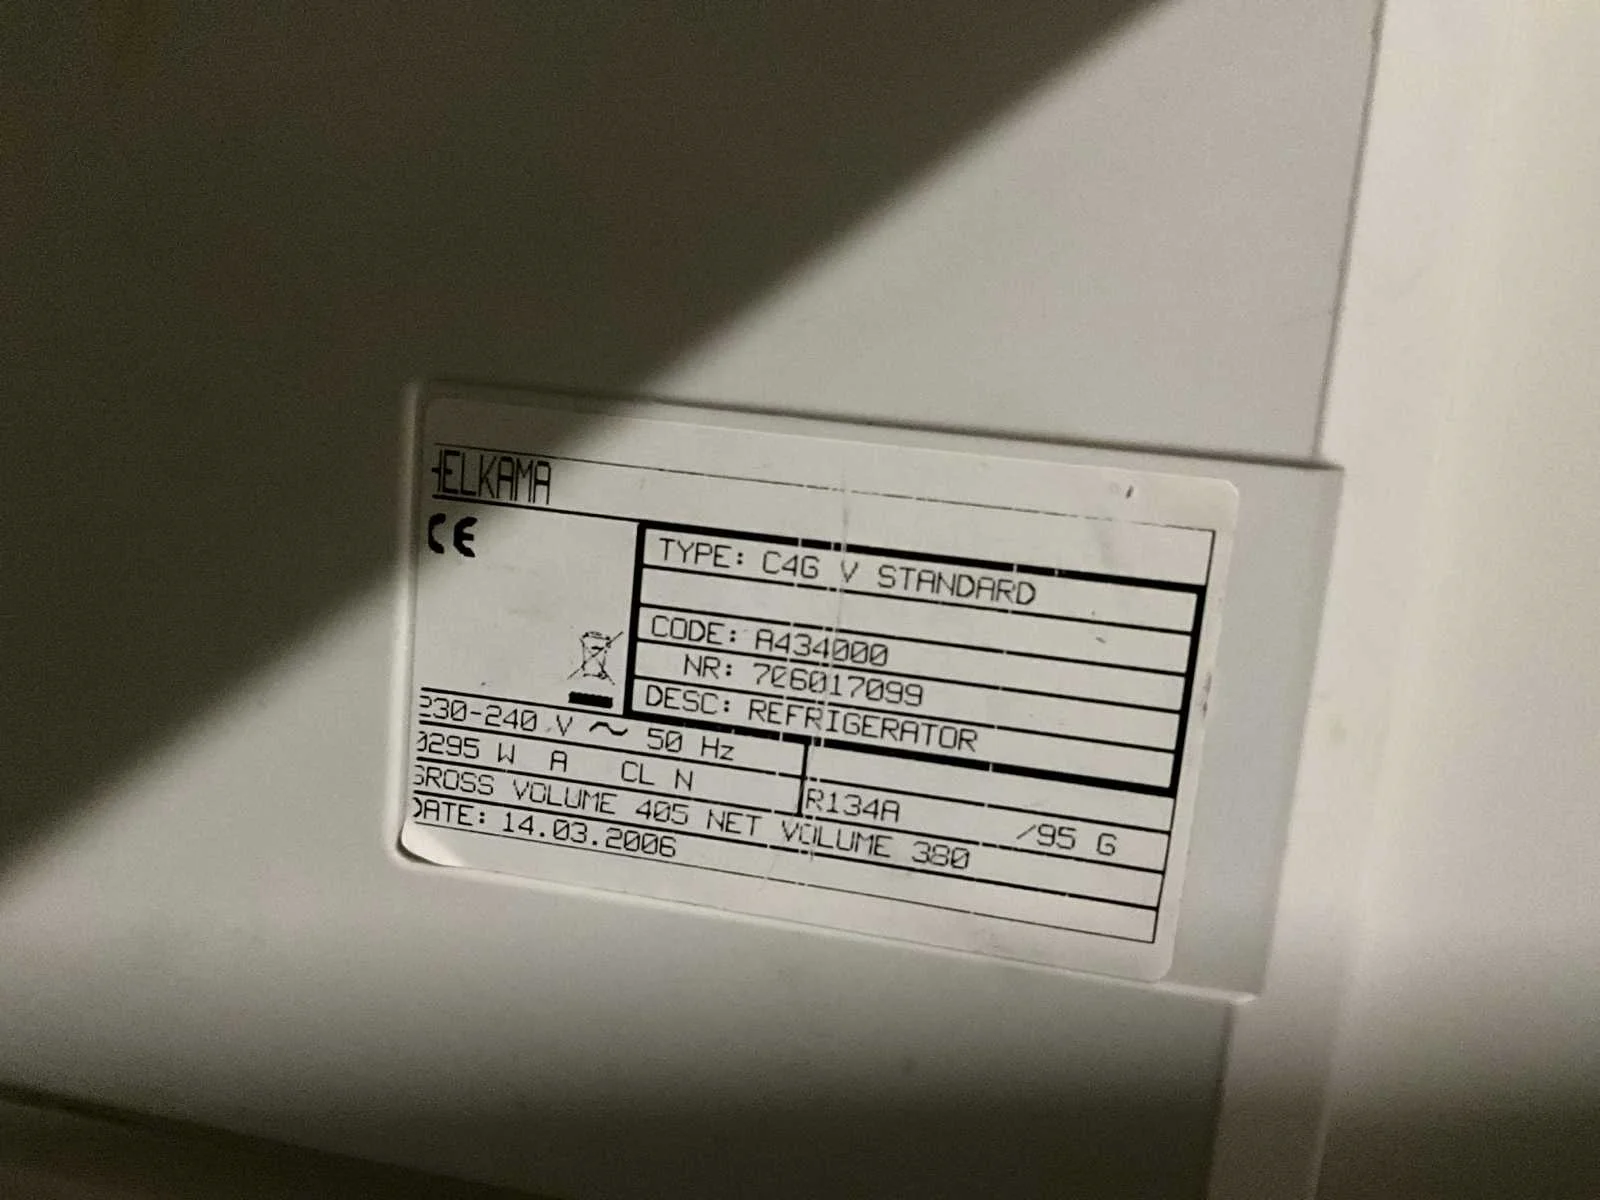 HELKAMA
CE
TYPE: C4G V STANDARD
CODE: A434000
NR: 706017099
DESC: REFRIGERATOR
230-240 V ~ 50 Hz
0295 W A CL N
R134A /95 G
GROSS VOLUME 405 NET VOLUME 380
DATE: 14.03.2006